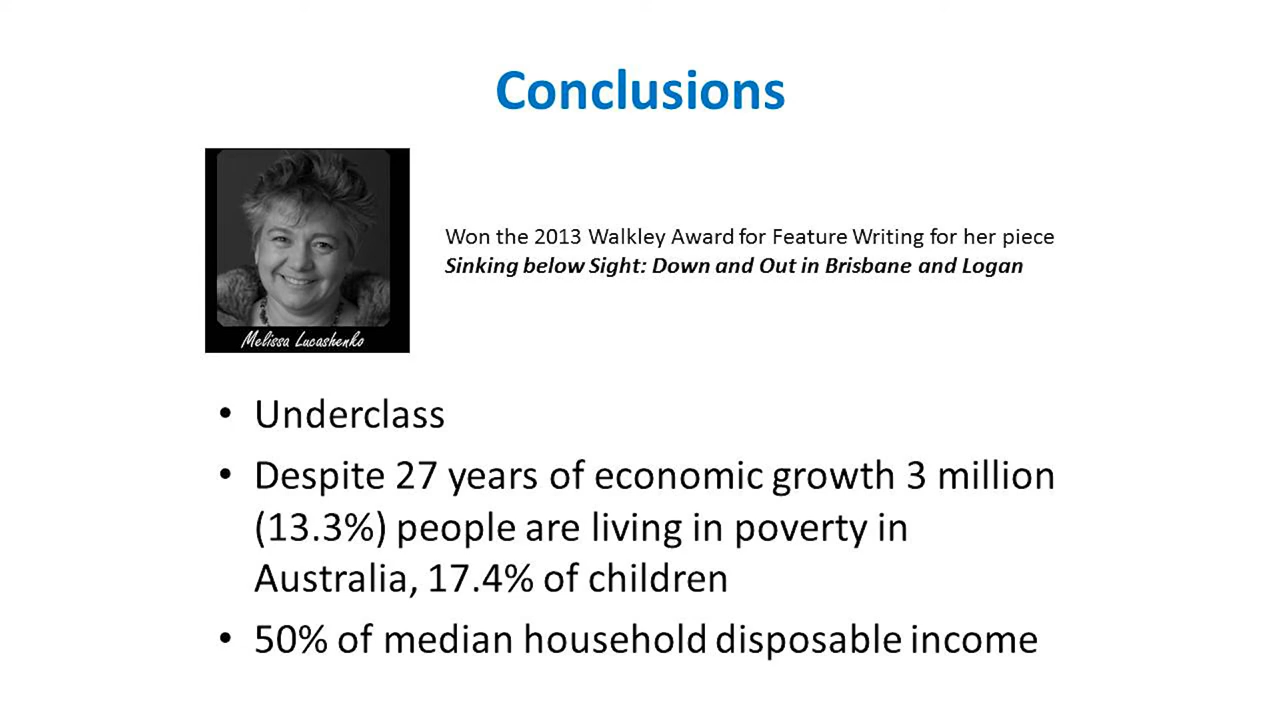 Conclusions
Won the 2013 Walkley Award for Feature Writing for her piece
Sinking below Sight: Down and Out in Brisbane and Logan
Melissa Lucashenko
• Underclass
• Despite 27 years of economic growth 3 million
(13.3%) people are living in poverty in
Australia, 17.4% of children
• 50% of median household disposable income